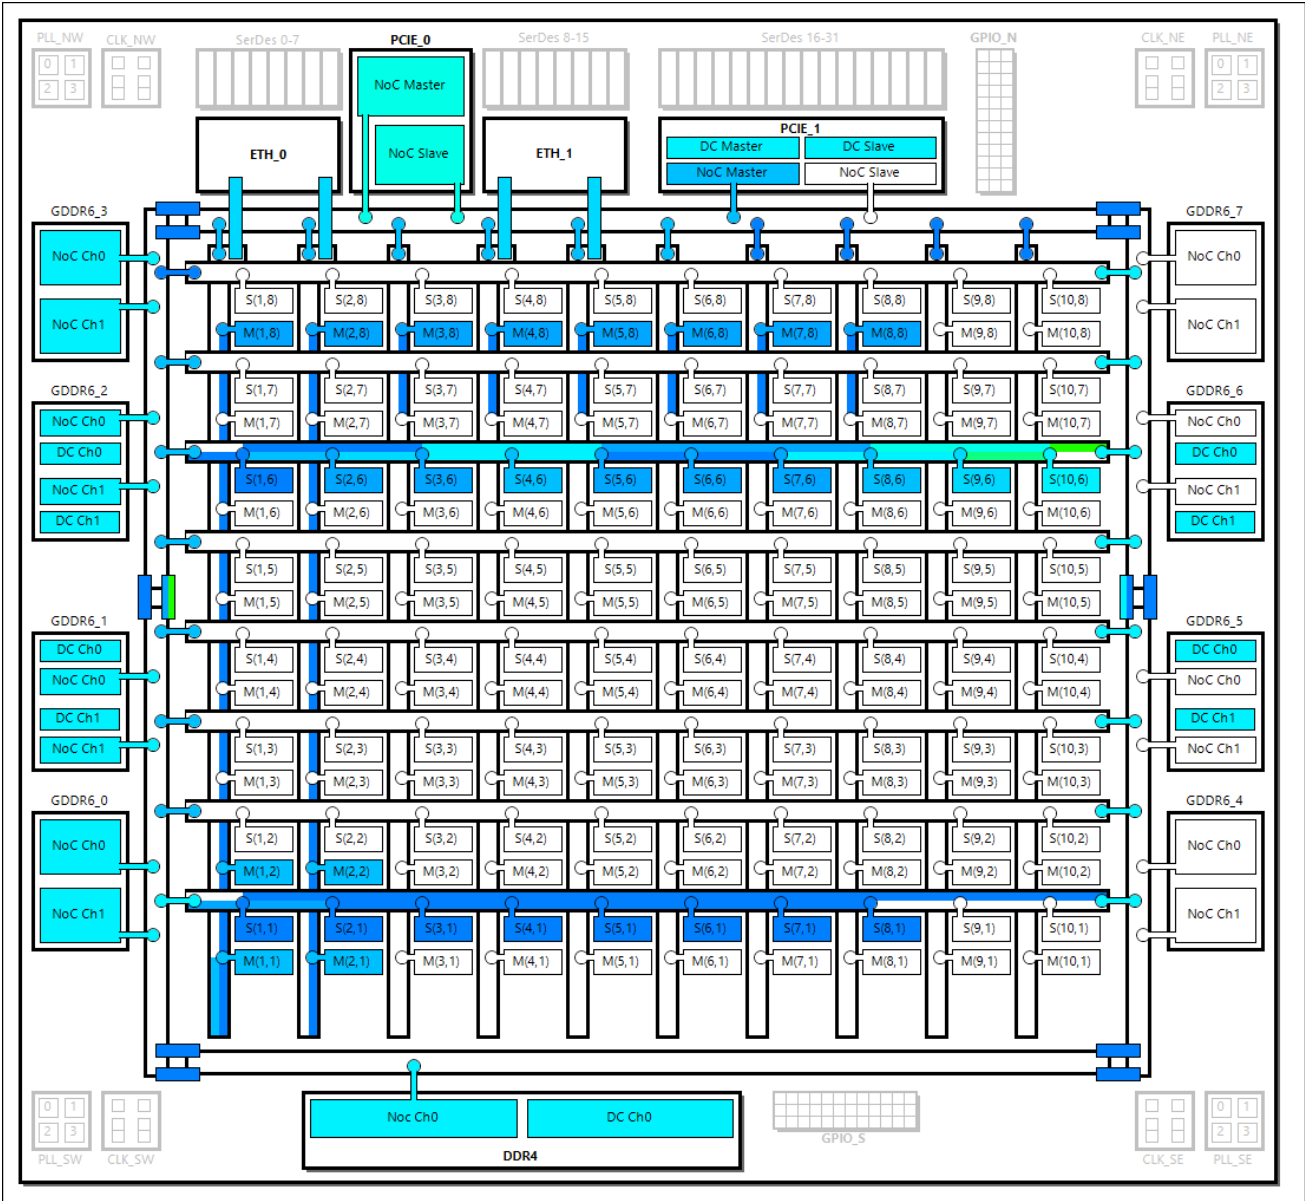 PLL_NW CLK_NW SerDes 0-7 PCIE_0 SerDes 8-15 SerDes 16-31 GPIO_N CLK_NE PLL_NE
0 1 0 1
2 3 2 3
NoC Master
NoC Slave
ETH_0 ETH_1
PCIE_1
DC Master DC Slave
NoC Master NoC Slave
GDDR6_3 GDDR6_7
NoC Ch0 NoC Ch0
NoC Ch1 NoC Ch1
S(1,8) S(2,8) S(3,8) S(4,8) S(5,8) S(6,8) S(7,8) S(8,8) S(9,8) S(10,8)
M(1,8) M(2,8) M(3,8) M(4,8) M(5,8) M(6,8) M(7,8) M(8,8) M(9,8) M(10,8)
GDDR6_2 GDDR6_6
S(1,7) S(2,7) S(3,7) S(4,7) S(5,7) S(6,7) S(7,7) S(8,7) S(9,7) S(10,7)
NoC Ch0 M(1,7) M(2,7) M(3,7) M(4,7) M(5,7) M(6,7) M(7,7) M(8,7) M(9,7) M(10,7) NoC Ch0
DC Ch0 DC Ch0
NoC Ch1 S(1,6) S(2,6) S(3,6) S(4,6) S(5,6) S(6,6) S(7,6) S(8,6) S(9,6) S(10,6) NoC Ch1
DC Ch1 M(1,6) M(2,6) M(3,6) M(4,6) M(5,6) M(6,6) M(7,6) M(8,6) M(9,6) M(10,6) DC Ch1
S(1,5) S(2,5) S(3,5) S(4,5) S(5,5) S(6,5) S(7,5) S(8,5) S(9,5) S(10,5)
M(1,5) M(2,5) M(3,5) M(4,5) M(5,5) M(6,5) M(7,5) M(8,5) M(9,5) M(10,5)
GDDR6_1 GDDR6_5
DC Ch0 S(1,4) S(2,4) S(3,4) S(4,4) S(5,4) S(6,4) S(7,4) S(8,4) S(9,4) S(10,4) DC Ch0
NoC Ch0 M(1,4) M(2,4) M(3,4) M(4,4) M(5,4) M(6,4) M(7,4) M(8,4) M(9,4) M(10,4) NoC Ch0
DC Ch1 DC Ch1
NoC Ch1 S(1,3) S(2,3) S(3,3) S(4,3) S(5,3) S(6,3) S(7,3) S(8,3) S(9,3) S(10,3) NoC Ch1
M(1,3) M(2,3) M(3,3) M(4,3) M(5,3) M(6,3) M(7,3) M(8,3) M(9,3) M(10,3)
GDDR6_0 GDDR6_4
NoC Ch0 S(1,2) S(2,2) S(3,2) S(4,2) S(5,2) S(6,2) S(7,2) S(8,2) S(9,2) S(10,2) NoC Ch0
M(1,2) M(2,2) M(3,2) M(4,2) M(5,2) M(6,2) M(7,2) M(8,2) M(9,2) M(10,2)
NoC Ch1 S(1,1) S(2,1) S(3,1) S(4,1) S(5,1) S(6,1) S(7,1) S(8,1) S(9,1) S(10,1) NoC Ch1
M(1,1) M(2,1) M(3,1) M(4,1) M(5,1) M(6,1) M(7,1) M(8,1) M(9,1) M(10,1)
0 1 0 1
2 3 2 3
Noc Ch0 DC Ch0
DDR4
GPIO_S
PLL_SW CLK_SW CLK_SE PLL_SE